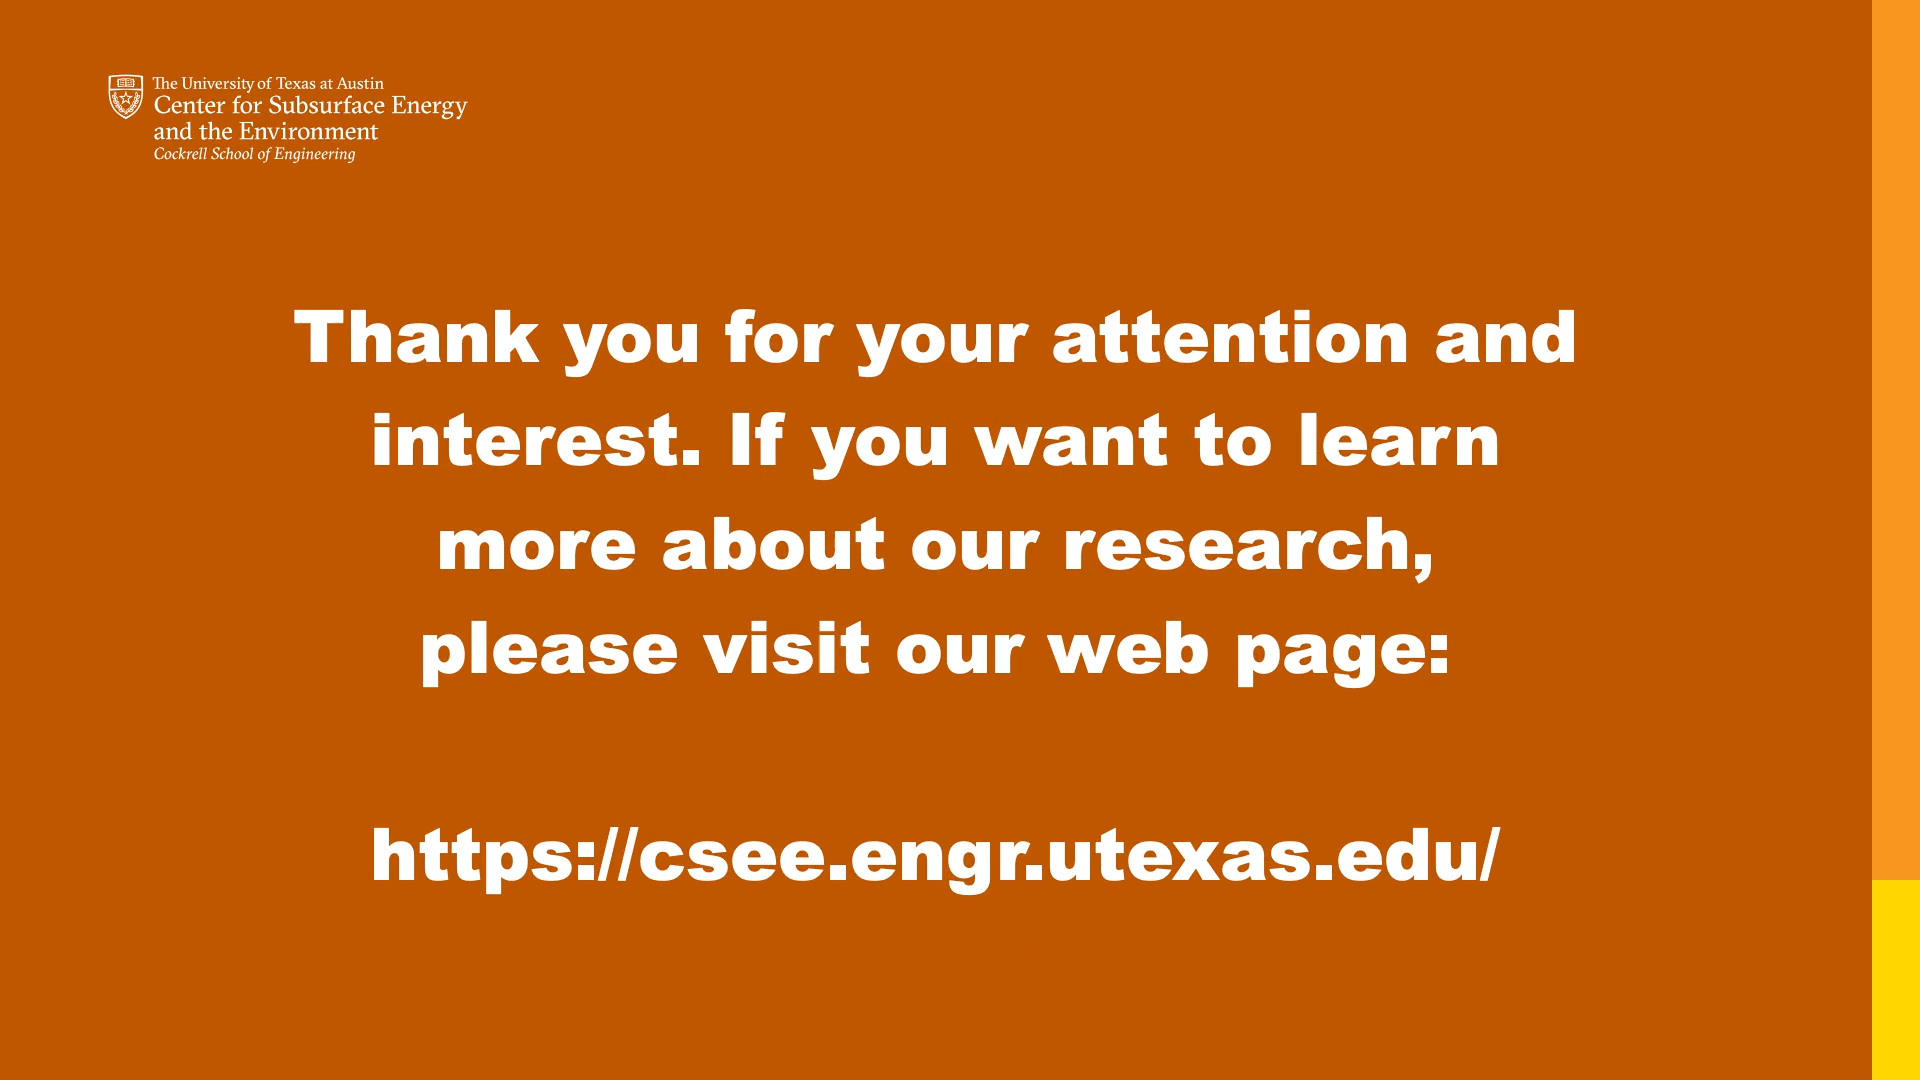 The University of Texas at Austin
Center for Subsurface Energy
and the Environment
Cockrell School of Engineering
Thank you for your attention and
interest. If you want to learn
more about our research,
please visit our web page:
https://csee.engr.utexas.edu/